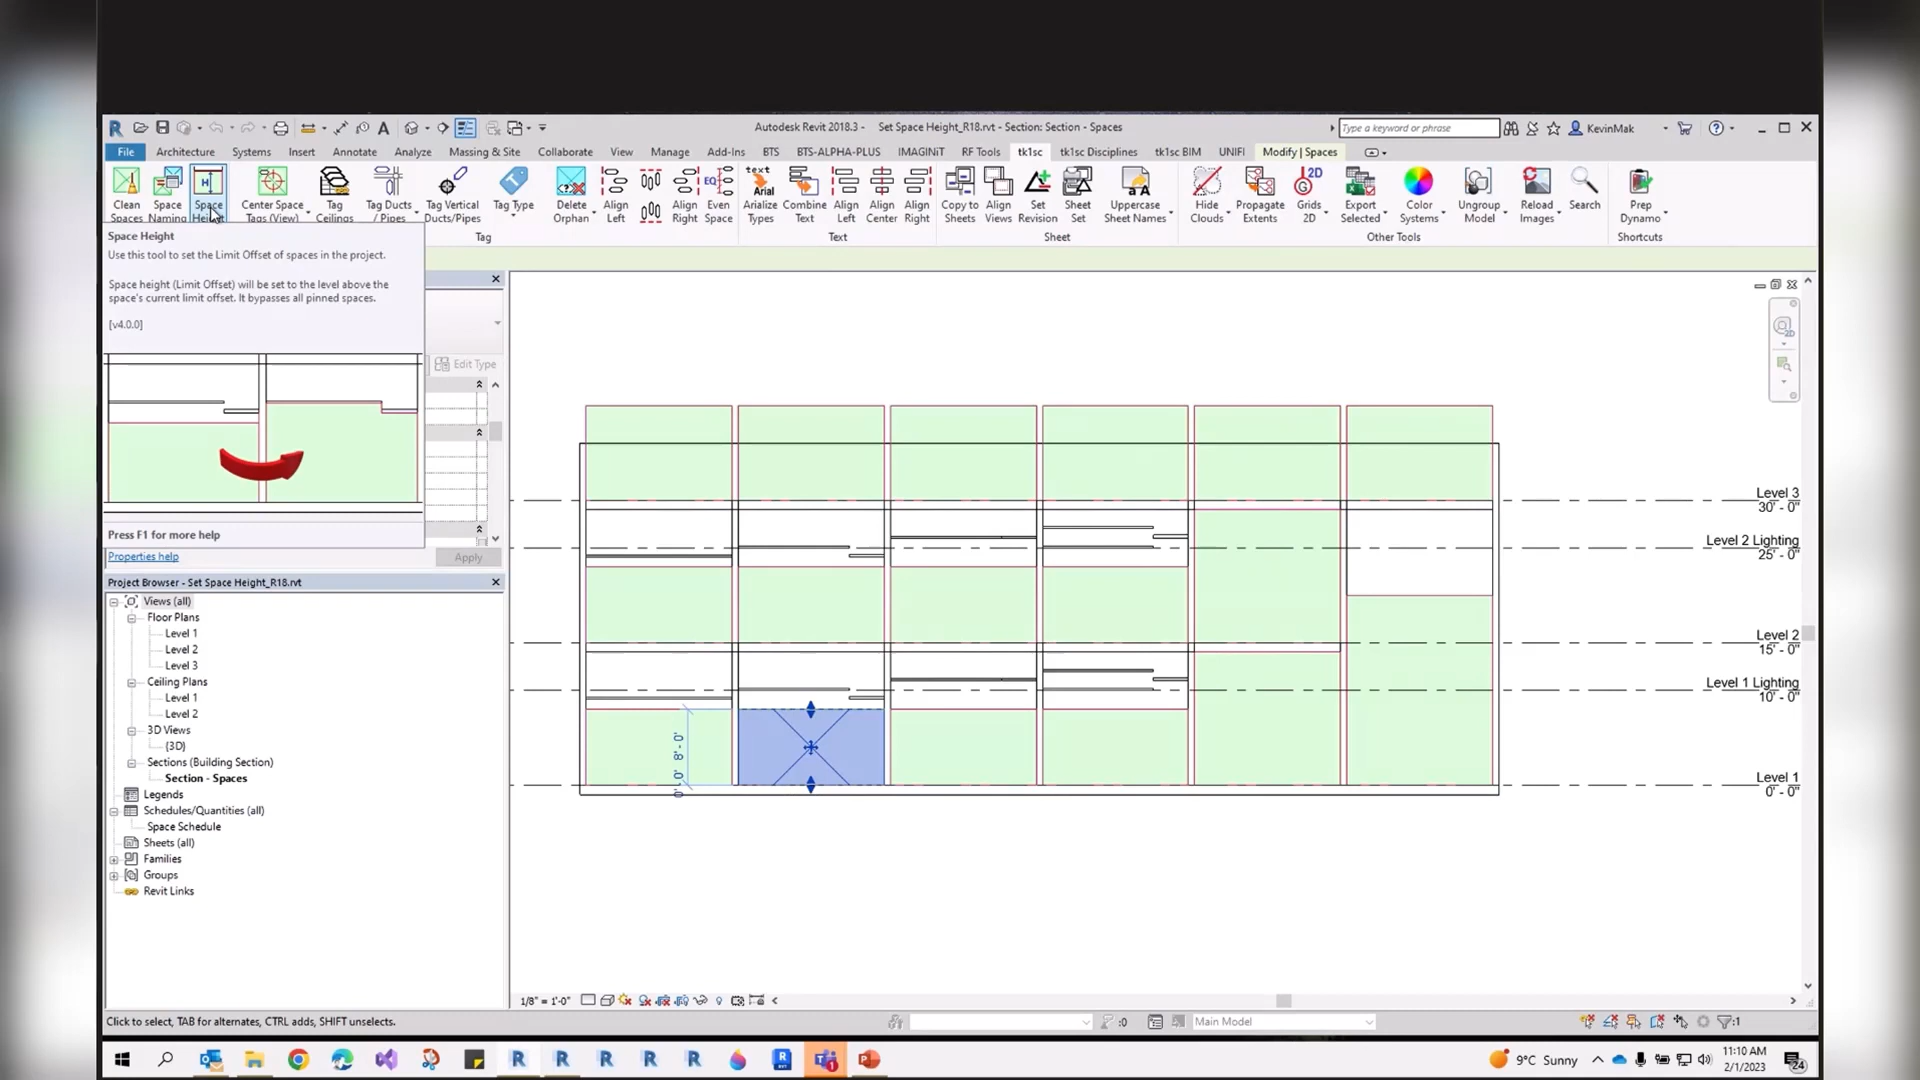 Autodesk Revit 2018.3 - Set Space Height_R18.rvt - Section: Section - Spaces
Type a keyword or phrase
KevinMak
File Architecture Systems Insert Annotate Analyze Massing & Site Collaborate View Manage Add-Ins BTS BTS-ALPHA-PLUS IMAGINiT RF Tools tk1sc tk1sc Disciplines tk1sc BIM UNIFI Modify | Spaces
Clean Spaces
Space Naming
Space Height
Center Space Tags (View)
Tag Ceilings
Tag Ducts / Pipes
Tag Vertical Ducts/Pipes
Tag Type
Delete Orphan
Align Left
Align Right
EQ
Even Space
text
Arial
Arialize Types
Combine Text
Align Left
Align Center
Align Right
Copy to Sheets
Align Views
Set Revision
Sheet Set
a A
Uppercase Sheet Names
Hide Clouds
Propagate Extents
2D
Grids 2D
Export Selected
Color Systems
Ungroup Model
Reload Images
Search
Prep Dynamo
Tag
Text
Sheet
Other Tools
Shortcuts
Space Height
Use this tool to set the Limit Offset of spaces in the project.
Space height (Limit Offset) will be set to the level above the
space's current limit offset. It bypasses all pinned spaces.
[v4.0.0]
Press F1 for more help
Edit Type
Properties help
Apply
Project Browser - Set Space Height_R18.rvt
Views (all)
Floor Plans
Level 1
Level 2
Level 3
Ceiling Plans
Level 1
Level 2
3D Views
{3D}
Sections (Building Section)
Section - Spaces
Legends
Schedules/Quantities (all)
Space Schedule
Sheets (all)
Families
Groups
Revit Links
Level 3
30' - 0"
Level 2 Lighting
25' - 0"
Level 2
15' - 0"
Level 1 Lighting
10' - 0"
Level 1
0' - 0"
8' - 0"
1/8" = 1'-0"
Click to select, TAB for alternates, CTRL adds, SHIFT unselects.
:0
Main Model
:1
9°C Sunny
11:10 AM
2/1/2023
24